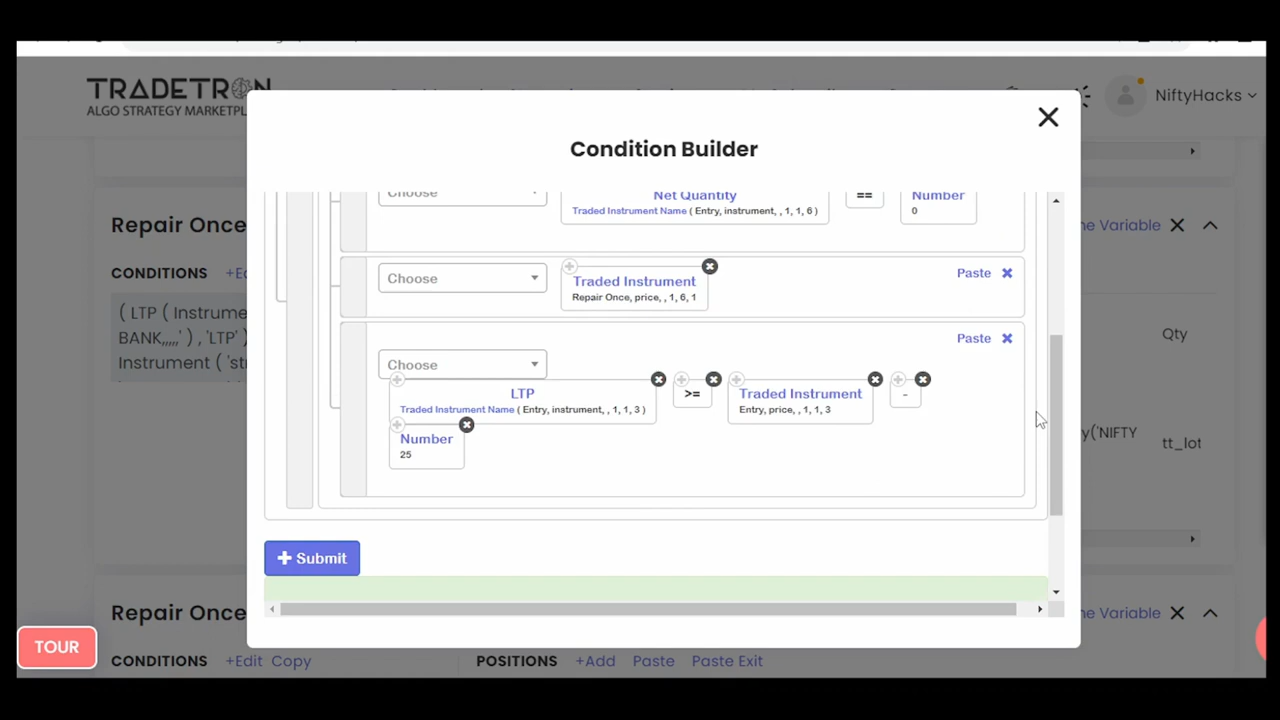 TRADETRON
ALGO STRATEGY MARKETPL
NiftyHacks
Condition Builder
Choose
Net Quantity
Traded Instrument Name ( Entry, instrument, , 1, 1, 6 )
==
Number
0
Repair Once
ne Variable
CONDITIONS
Choose
Traded Instrument
Repair Once, price, , 1, 6, 1
Paste
( LTP ( Instrume
BANK,,,,,' ) , 'LTP' )
Instrument ( 'str
Qty
Paste
Choose
LTP
Traded Instrument Name ( Entry, instrument, , 1, 1, 3 )
>=
Traded Instrument
Entry, price, , 1, 1, 3
-
Number
25
y('NIFTY
tt_lot
+ Submit
Repair Once
ne Variable
TOUR
CONDITIONS +Edit Copy
POSITIONS +Add Paste Paste Exit